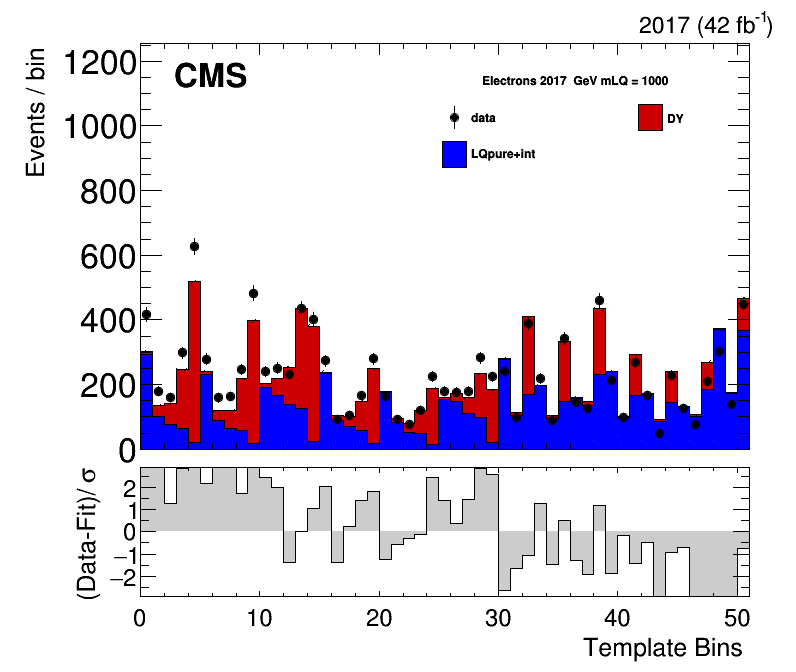 2017 (42 fb-1)
Events / bin
CMS
Electrons 2017 GeV mLQ = 1000
data
DY
LQpure+int
1200
1000
800
600
400
200
0
(Data-Fit)/ σ
2
1
0
−1
−2
0 10 20 30 40 50
Template Bins